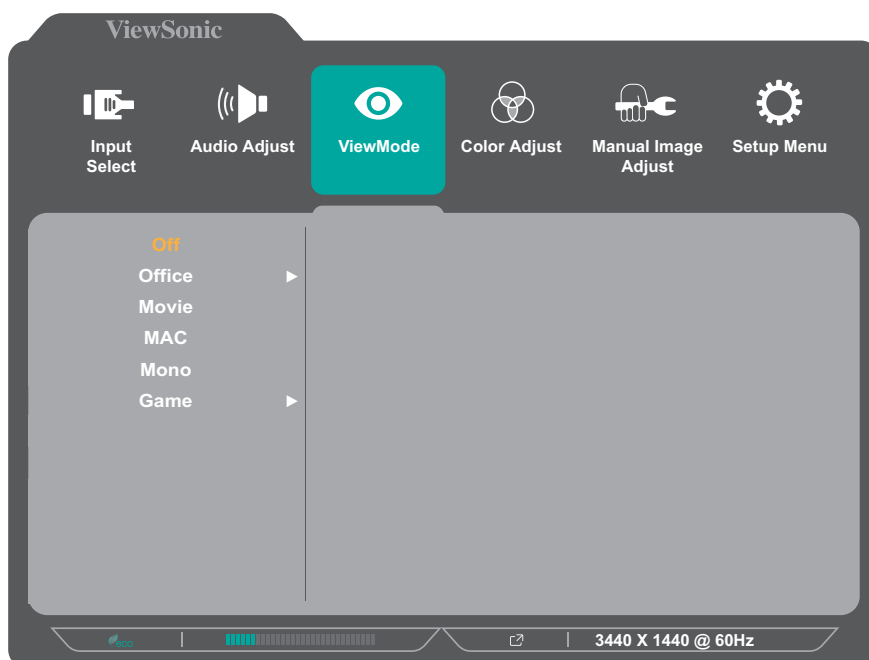 ViewSonic
Input
Select
Audio Adjust
ViewMode
Color Adjust
Manual Image
Adjust
Setup Menu
Off
Office
Movie
MAC
Mono
Game
eco
3440 X 1440 @ 60Hz